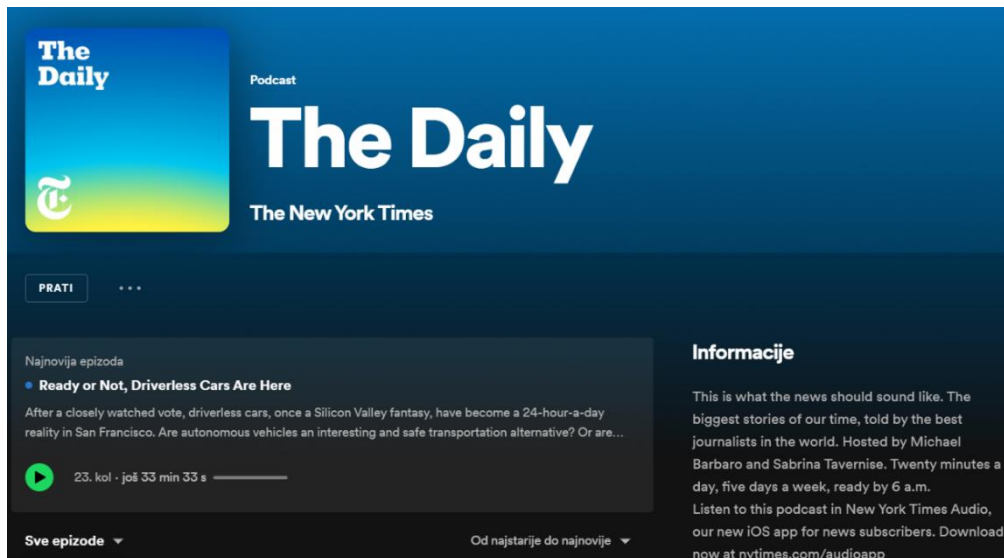 The
Daily
Podcast
The Daily
The New York Times
PRATI
Najnovija epizoda
Ready or Not, Driverless Cars Are Here
After a closely watched vote, driverless cars, once a Silicon Valley fantasy, have become a 24-hour-a-day
reality in San Francisco. Are autonomous vehicles an interesting and safe transportation alternative? Or are...
23. kol · još 33 min 33 s
Sve epizode
Od najstarije do najnovije
Informacije
This is what the news should sound like. The
biggest stories of our time, told by the best
journalists in the world. Hosted by Michael
Barbaro and Sabrina Tavernise. Twenty minutes a
day, five days a week, ready by 6 a.m.
Listen to this podcast in New York Times Audio,
our new iOS app for news subscribers. Download
now at nytimes.com/audioapp